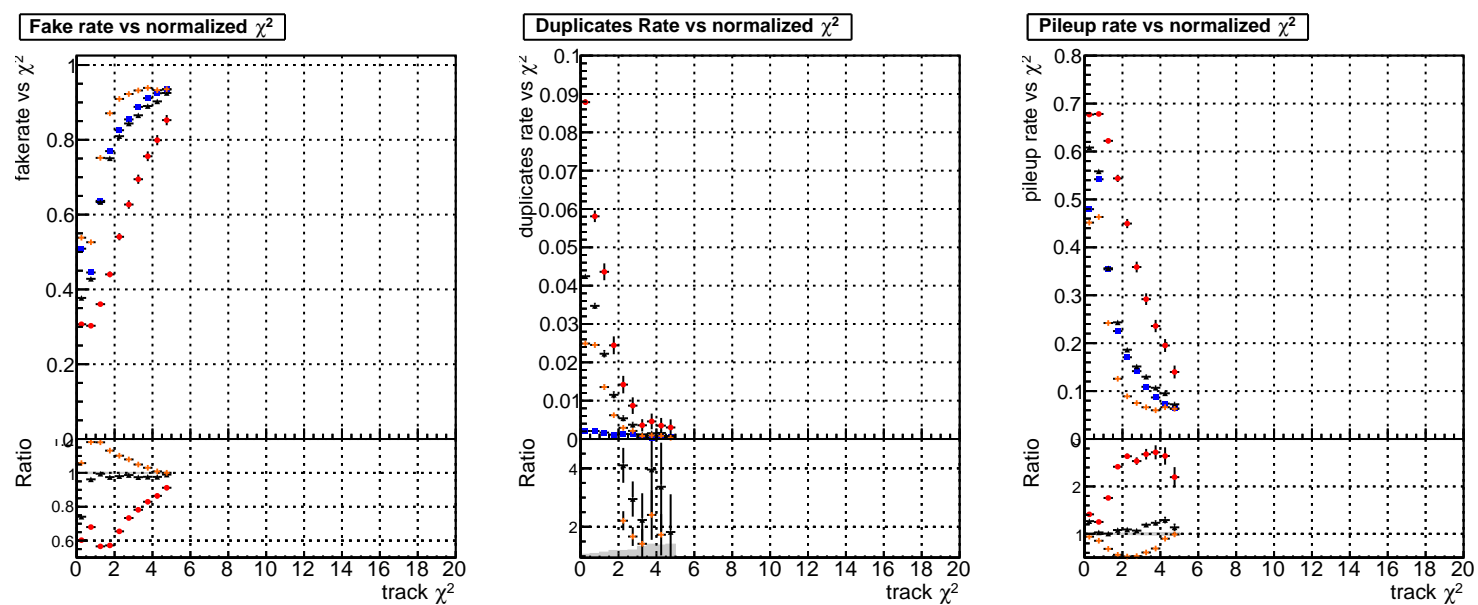 Fake rate vs normalized χ²
fakerate vs χ²
1
0.8
0.6
0.4
0.2
0
Ratio
1
0.8
0.6
0 2 4 6 8 10 12 14 16 18 20
track χ²
Duplicates Rate vs normalized χ²
duplicates rate vs χ²
0.1
0.09
0.08
0.07
0.06
0.05
0.04
0.03
0.02
0.01
0
Ratio
4
2
0 2 4 6 8 10 12 14 16 18 20
track χ²
Pileup rate vs normalized χ²
pileup rate vs χ²
0.8
0.7
0.6
0.5
0.4
0.3
0.2
0.1
0
Ratio
2
1
0 2 4 6 8 10 12 14 16 18 20
track χ²